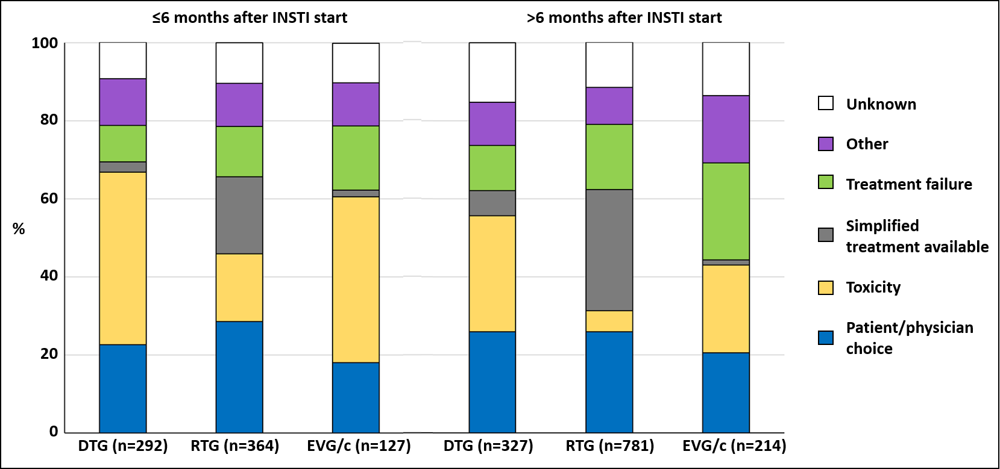 ≤6 months after INSTI start
>6 months after INSTI start
100
80
60
%
40
20
0
DTG (n=292)
RTG (n=364)
EVG/c (n=127)
DTG (n=327)
RTG (n=781)
EVG/c (n=214)
Unknown
Other
Treatment failure
Simplified
treatment available
Toxicity
Patient/physician
choice